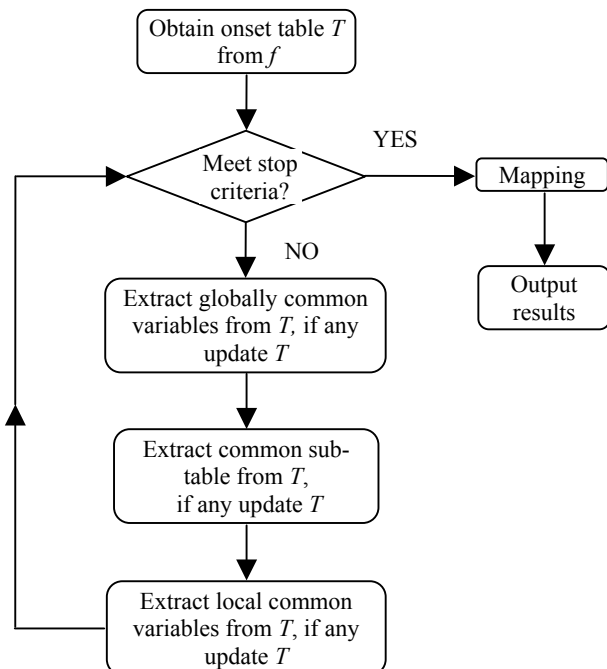 Obtain onset table T
from f
Meet stop
criteria?
YES
Mapping
Output
results
NO
Extract globally common
variables from T, if any
update T
Extract common sub-
table from T,
if any update T
Extract local common
variables from T, if any
update T